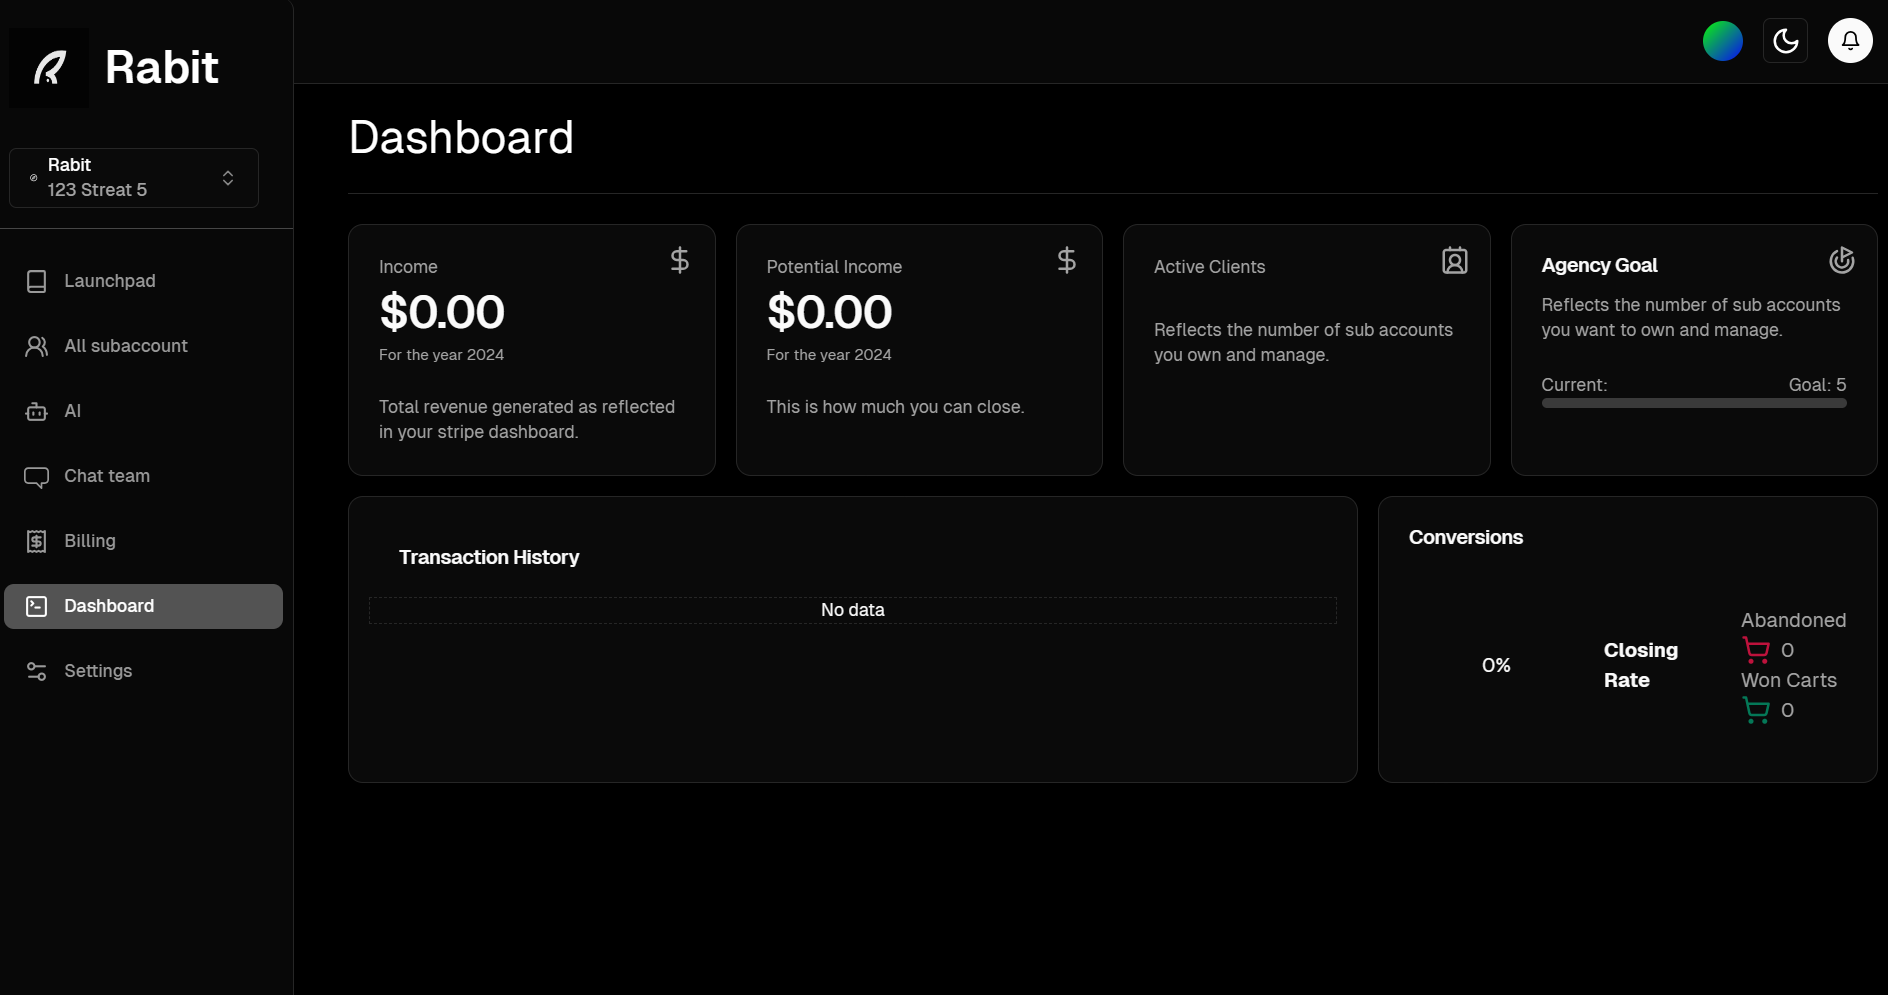 Rabit
Rabit
123 Streat 5
Launchpad
All subaccount
AI
Chat team
Billing
Dashboard
Settings
Dashboard
Income
$0.00
For the year 2024
Total revenue generated as reflected
in your stripe dashboard.
Potential Income
$0.00
For the year 2024
This is how much you can close.
Active Clients
Reflects the number of sub accounts
you own and manage.
Agency Goal
Reflects the number of sub accounts
you want to own and manage.
Current:
Goal: 5
Transaction History
No data
Conversions
0%
Closing
Rate
Abandoned
0
Won Carts
0